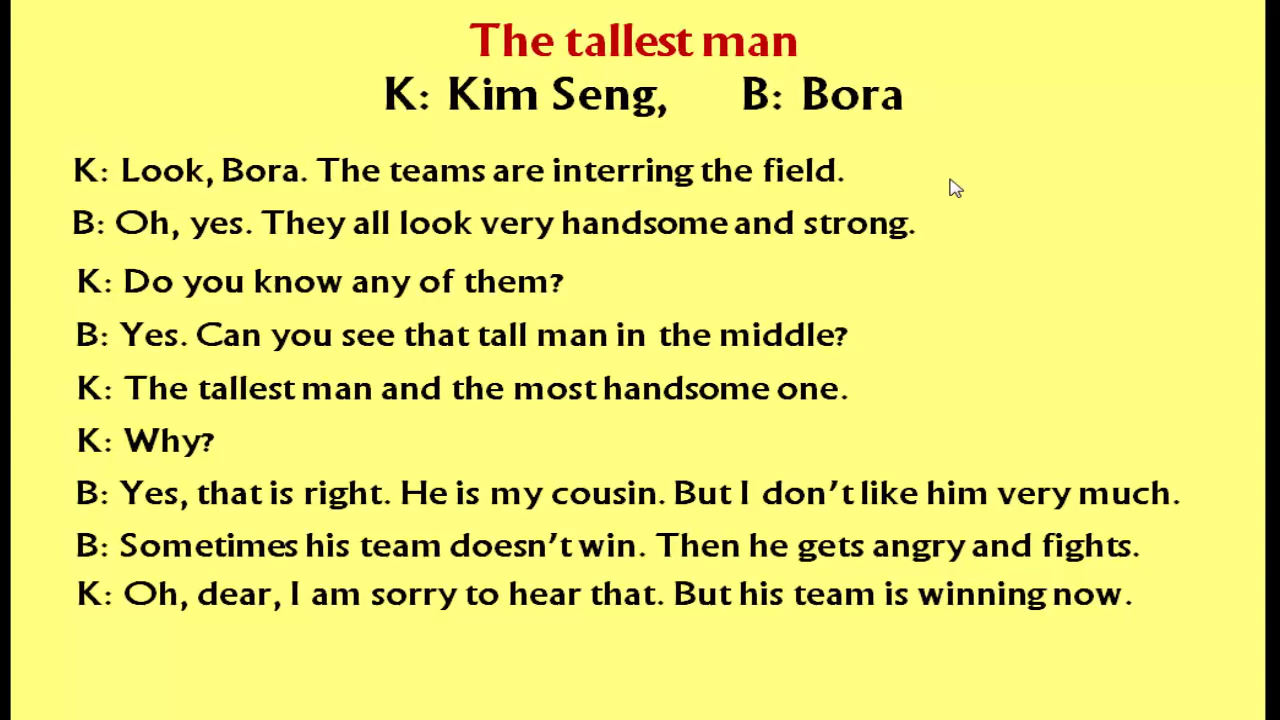 The tallest man
K: Kim Seng, B: Bora
K: Look, Bora. The teams are interring the field.
B: Oh, yes. They all look very handsome and strong.
K: Do you know any of them?
B: Yes. Can you see that tall man in the middle?
K: The tallest man and the most handsome one.
K: Why?
B: Yes, that is right. He is my cousin. But I don’t like him very much.
B: Sometimes his team doesn’t win. Then he gets angry and fights.
K: Oh, dear, I am sorry to hear that. But his team is winning now.